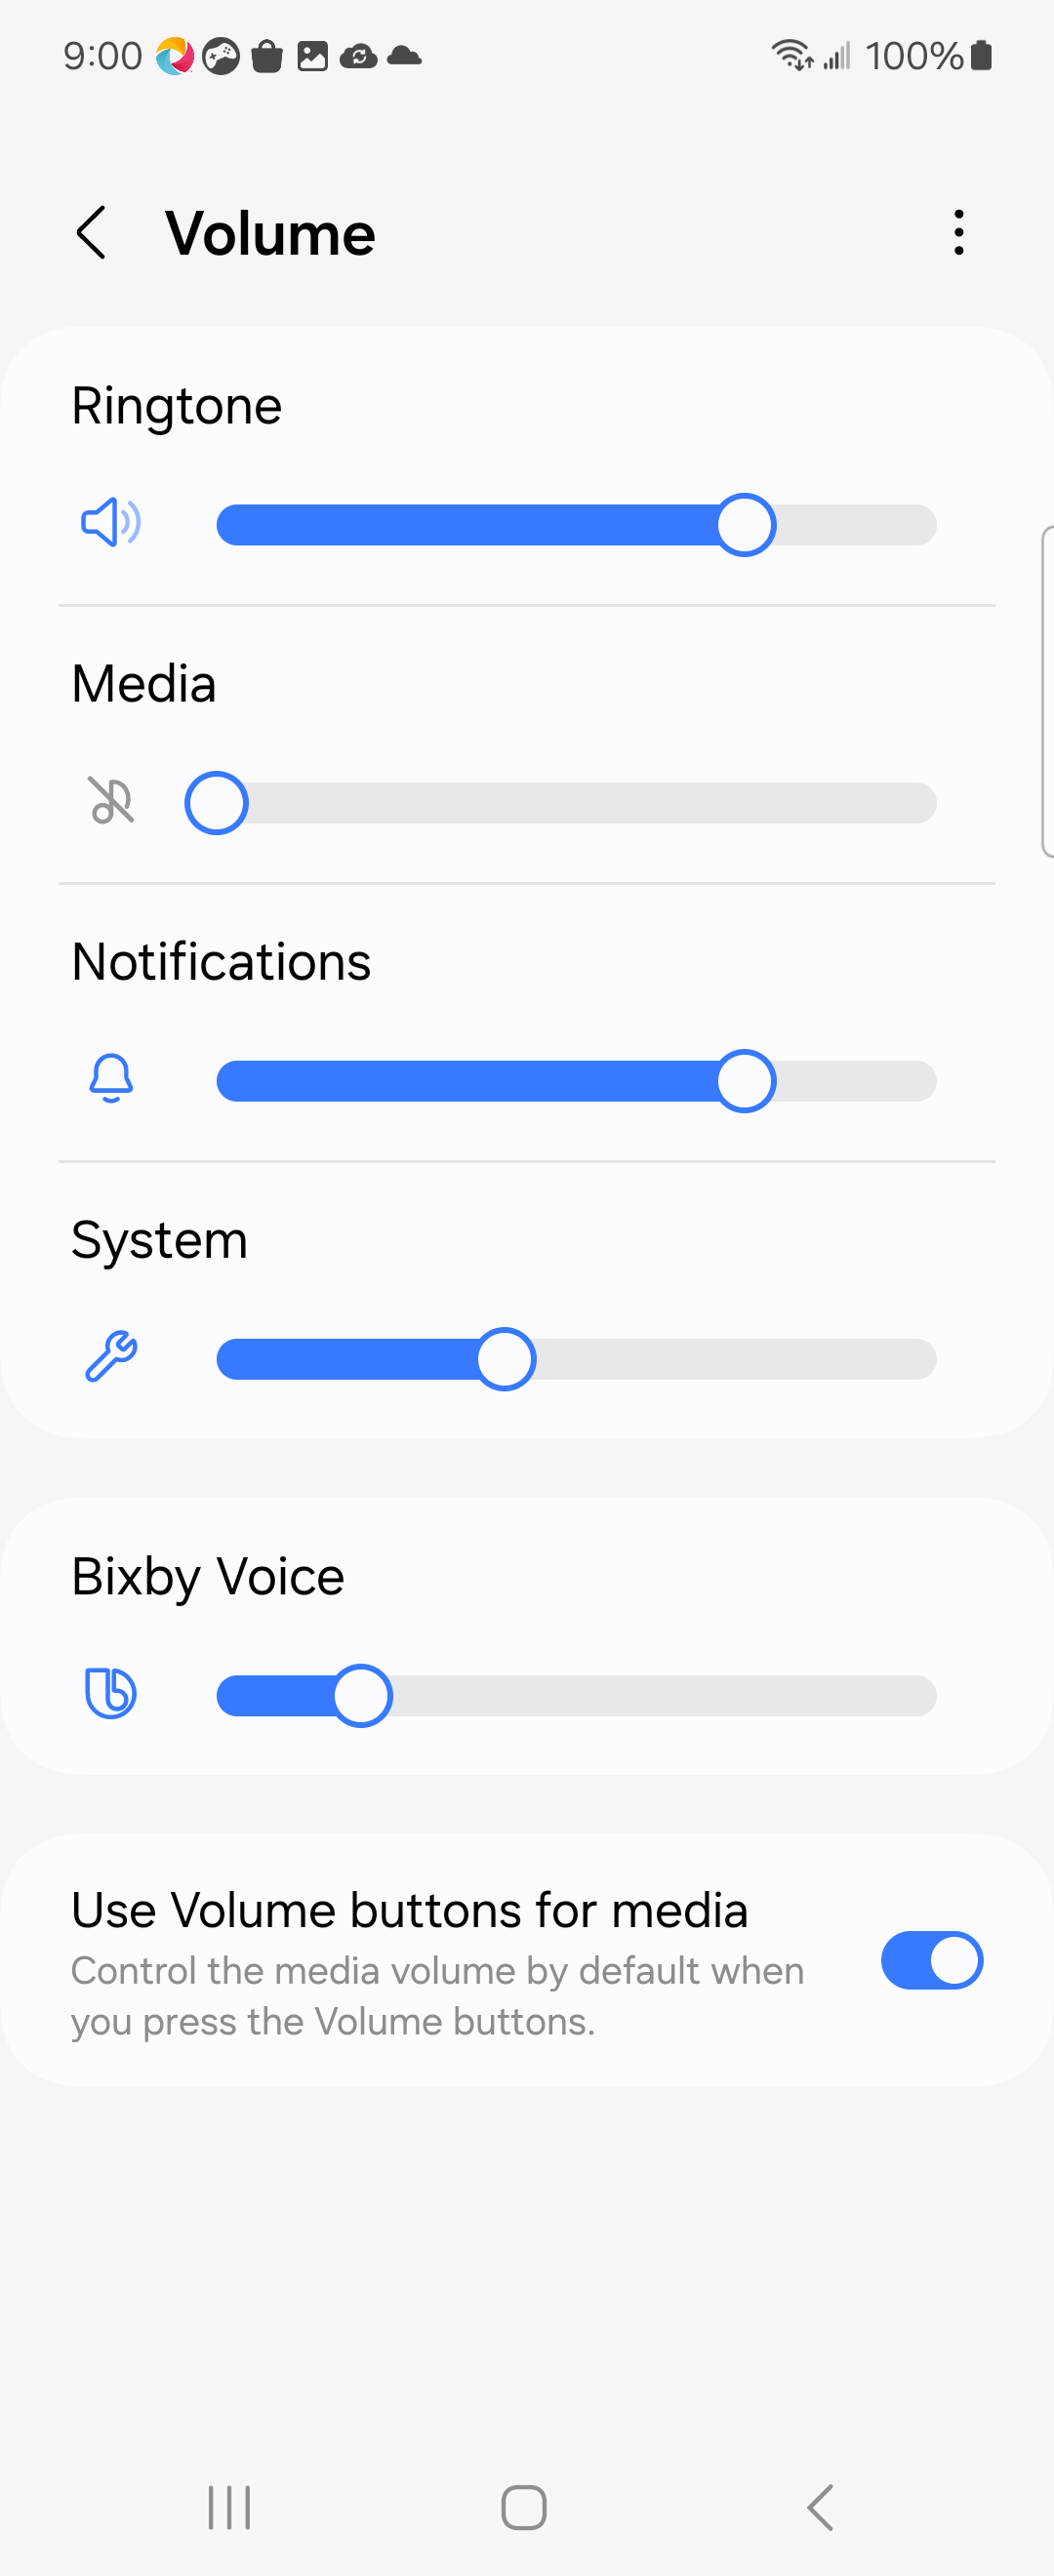 9:00
100%
Volume
Ringtone
Media
Notifications
System
Bixby Voice
Use Volume buttons for media
Control the media volume by default when
you press the Volume buttons.